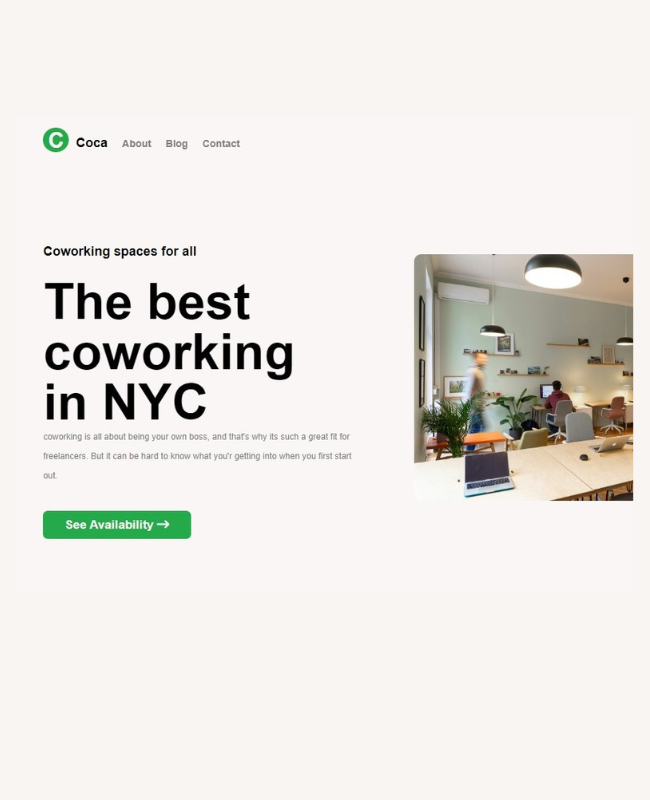 C Coca About Blog Contact
Coworking spaces for all
The best
coworking
in NYC
coworking is all about being your own boss, and that's why its such a great fit for
freelancers. But it can be hard to know what you'r getting into when you first start
out.
See Availability →